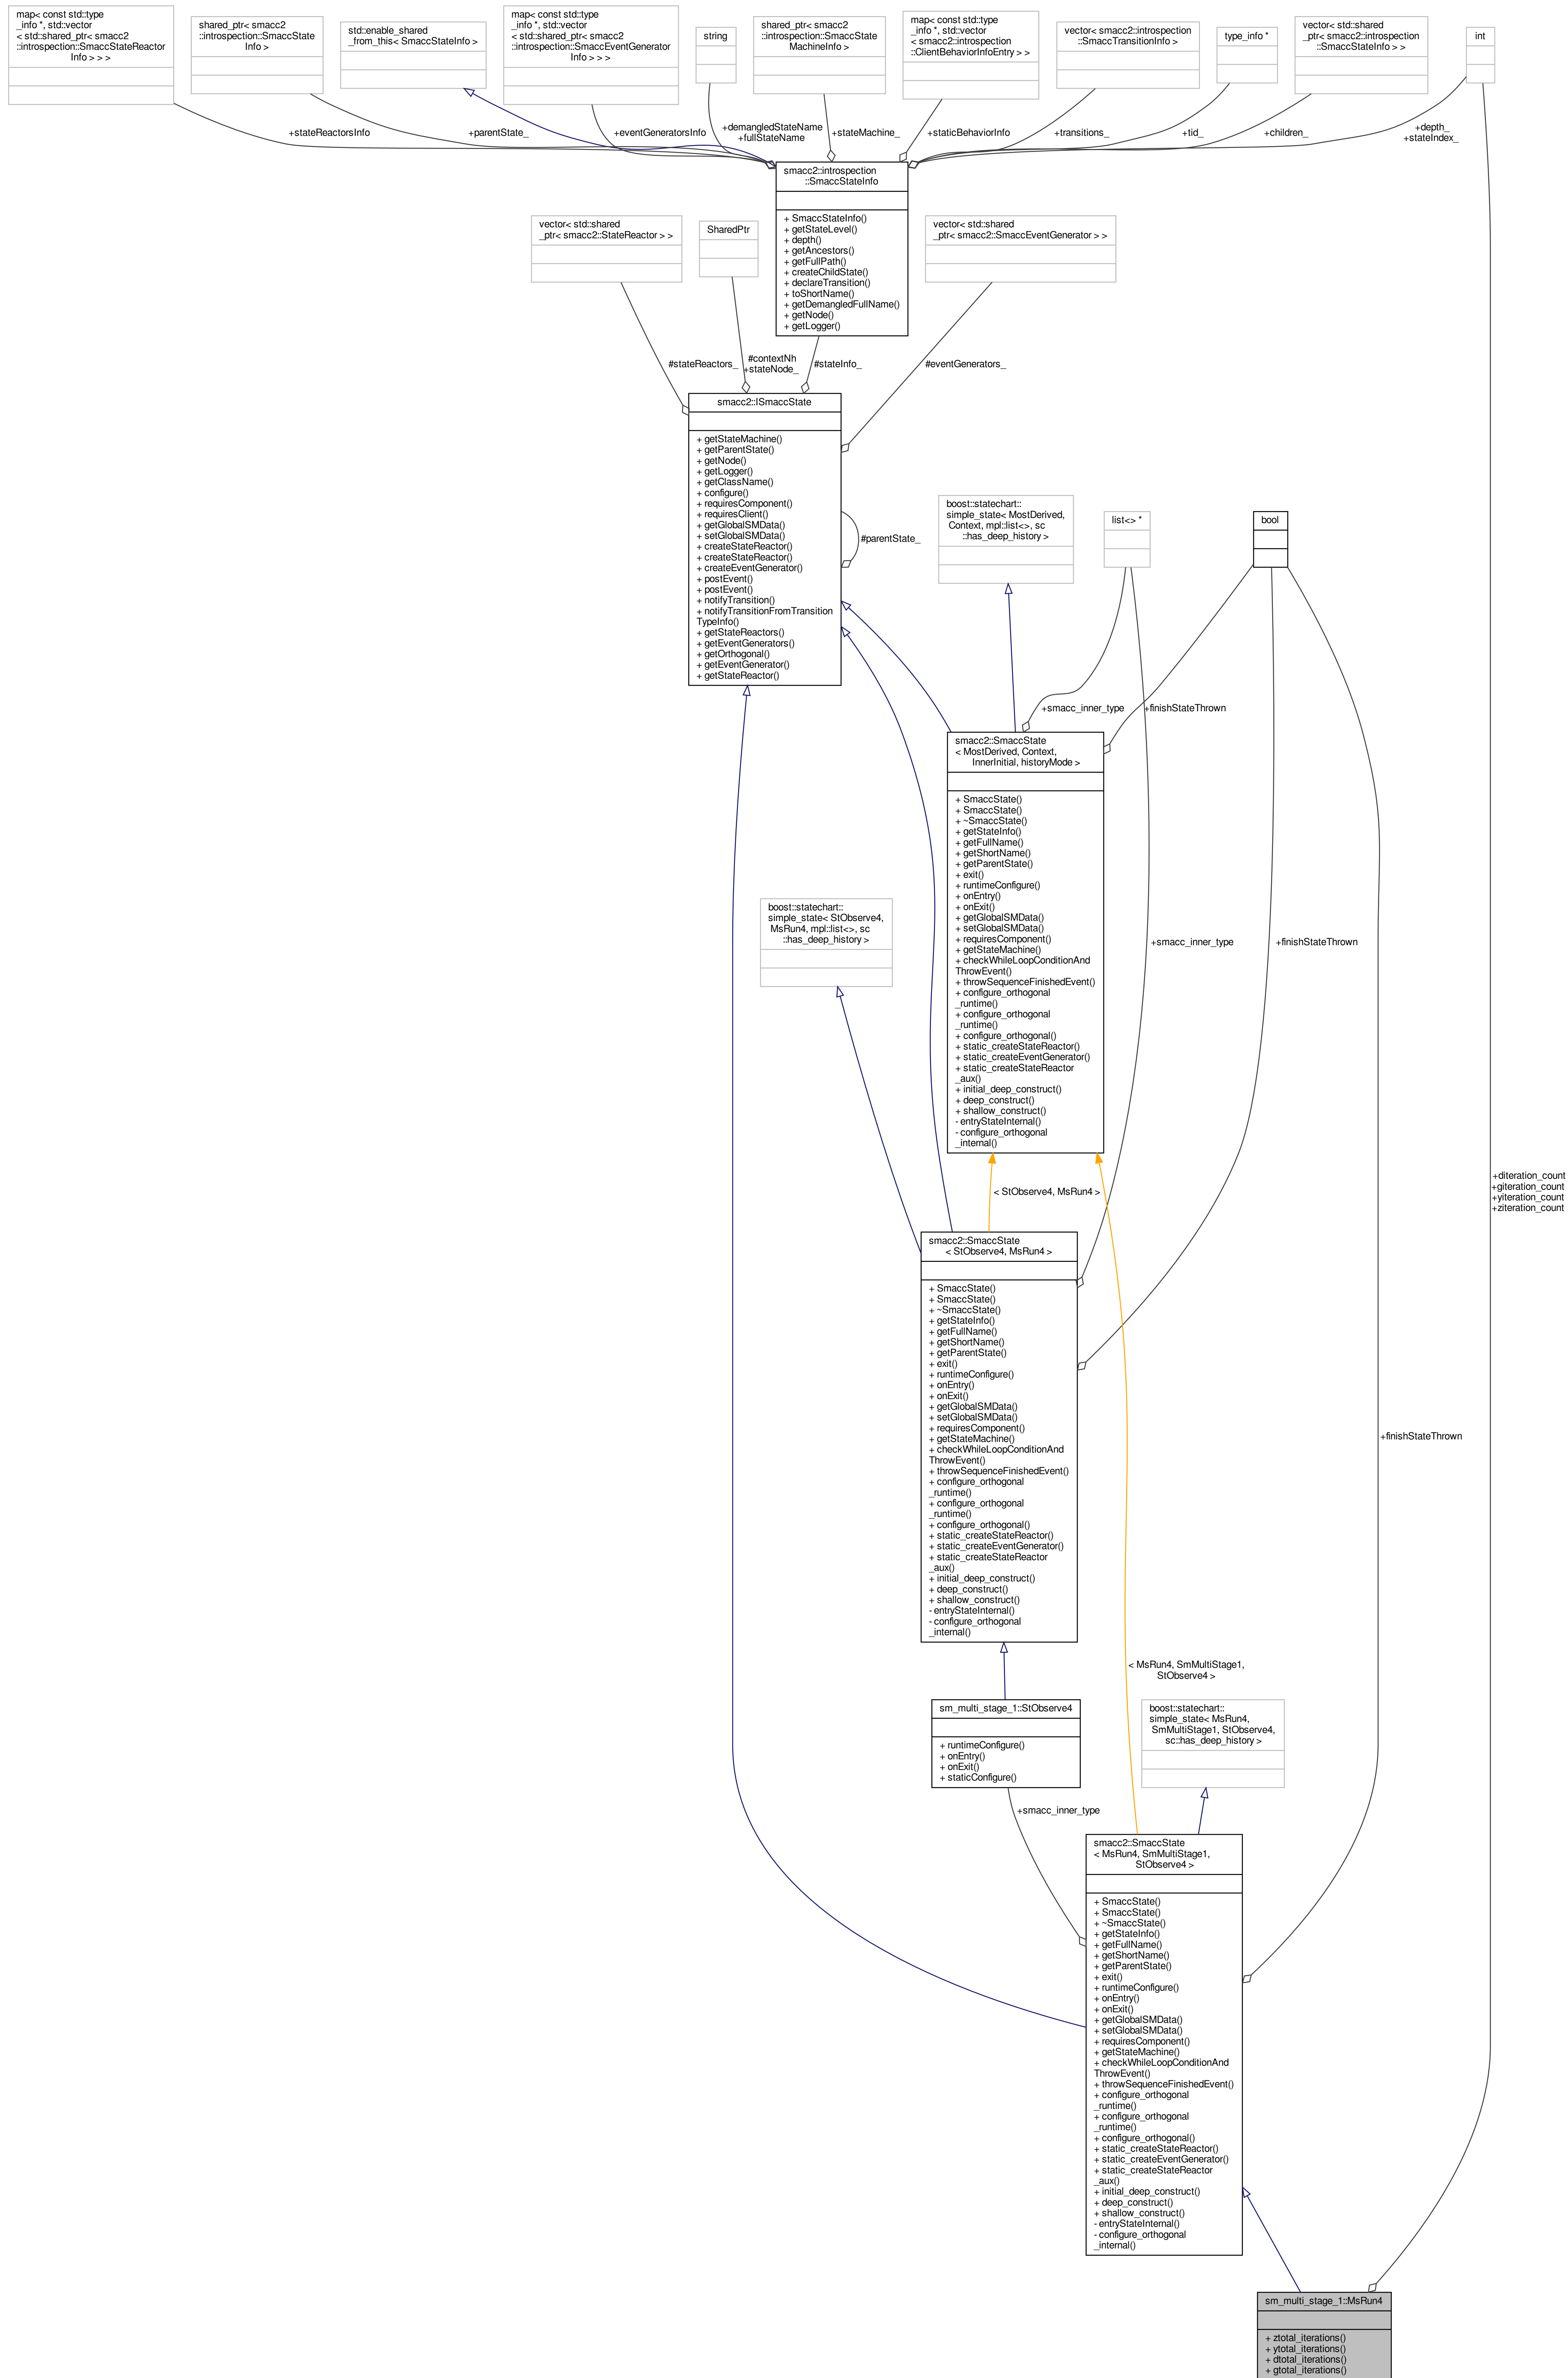 map< const std::type
_info *, std::vector
< std::shared_ptr< smacc2
::introspection::SmaccStateReactor
Info > > >
shared_ptr< smacc2
::introspection::SmaccState
Info >
std::enable_shared
_from_this< SmaccStateInfo >
map< const std::type
_info *, std::vector
< std::shared_ptr< smacc2
::introspection::SmaccEventGenerator
Info > > >
string
shared_ptr< smacc2
::introspection::SmaccState
MachineInfo >
map< const std::type
_info *, std::vector
< smacc2::introspection
::ClientBehaviorInfoEntry > >
vector< smacc2::introspection
::SmaccTransitionInfo >
type_info *
vector< std::shared
_ptr< smacc2::introspection
::SmaccStateInfo > >
int
+stateReactorsInfo
+parentState_
+eventGeneratorsInfo
+demangledStateName
+fullStateName
+stateMachine_
+staticBehaviorInfo
+transitions_
+tid_
+children_
+depth_
+stateIndex_
smacc2::introspection
::SmaccStateInfo
+ SmaccStateInfo()
+ getStateLevel()
+ depth()
+ getAncestors()
+ getFullPath()
+ createChildState()
+ declareTransition()
+ toShortName()
+ getDemangledFullName()
+ getNode()
+ getLogger()
vector< std::shared
_ptr< smacc2::StateReactor > >
SharedPtr
vector< std::shared
_ptr< smacc2::SmaccEventGenerator > >
#stateReactors_
#contextNh
+stateNode_
#stateInfo_
#eventGenerators_
smacc2::ISmaccState
+ getStateMachine()
+ getParentState()
+ getNode()
+ getLogger()
+ getClassName()
+ configure()
+ requiresComponent()
+ requiresClient()
+ getGlobalSMData()
+ setGlobalSMData()
+ createStateReactor()
+ createStateReactor()
+ createEventGenerator()
+ postEvent()
+ postEvent()
+ notifyTransition()
+ notifyTransitionFromTransition
TypeInfo()
+ getStateReactors()
+ getEventGenerators()
+ getOrthogonal()
+ getEventGenerator()
+ getStateReactor()
#parentState_
boost::statechart::
simple_state< MostDerived,
Context, mpl::list<>, sc
::has_deep_history >
list<> *
bool
+smacc_inner_type
+finishStateThrown
smacc2::SmaccState
< MostDerived, Context,
InnerInitial, historyMode >
+ SmaccState()
+ SmaccState()
+ ~SmaccState()
+ getStateInfo()
+ getFullName()
+ getShortName()
+ getParentState()
+ exit()
+ runtimeConfigure()
+ onEntry()
+ onExit()
+ getGlobalSMData()
+ setGlobalSMData()
+ requiresComponent()
+ getStateMachine()
+ checkWhileLoopConditionAnd
ThrowEvent()
+ throwSequenceFinishedEvent()
+ configure_orthogonal
_runtime()
+ configure_orthogonal
_runtime()
+ configure_orthogonal()
+ static_createStateReactor()
+ static_createEventGenerator()
+ static_createStateReactor
_aux()
+ initial_deep_construct()
+ deep_construct()
+ shallow_construct()
- entryStateInternal()
- configure_orthogonal
_internal()
boost::statechart::
simple_state< StObserve4,
MsRun4, mpl::list<>, sc
::has_deep_history >
+smacc_inner_type
+finishStateThrown
+diteration_count
+giteration_count
+yiteration_count
+ziteration_count
< StObserve4, MsRun4 >
smacc2::SmaccState
< StObserve4, MsRun4 >
+ SmaccState()
+ SmaccState()
+ ~SmaccState()
+ getStateInfo()
+ getFullName()
+ getShortName()
+ getParentState()
+ exit()
+ runtimeConfigure()
+ onEntry()
+ onExit()
+ getGlobalSMData()
+ setGlobalSMData()
+ requiresComponent()
+ getStateMachine()
+ checkWhileLoopConditionAnd
ThrowEvent()
+ throwSequenceFinishedEvent()
+ configure_orthogonal
_runtime()
+ configure_orthogonal
_runtime()
+ configure_orthogonal()
+ static_createStateReactor()
+ static_createEventGenerator()
+ static_createStateReactor
_aux()
+ initial_deep_construct()
+ deep_construct()
+ shallow_construct()
- entryStateInternal()
- configure_orthogonal
_internal()
+finishStateThrown
< MsRun4, SmMultiStage1,
StObserve4 >
sm_multi_stage_1::StObserve4
+ runtimeConfigure()
+ onEntry()
+ onExit()
+ staticConfigure()
boost::statechart::
simple_state< MsRun4,
SmMultiStage1, StObserve4,
sc::has_deep_history >
+smacc_inner_type
smacc2::SmaccState
< MsRun4, SmMultiStage1,
StObserve4 >
+ SmaccState()
+ SmaccState()
+ ~SmaccState()
+ getStateInfo()
+ getFullName()
+ getShortName()
+ getParentState()
+ exit()
+ runtimeConfigure()
+ onEntry()
+ onExit()
+ getGlobalSMData()
+ setGlobalSMData()
+ requiresComponent()
+ getStateMachine()
+ checkWhileLoopConditionAnd
ThrowEvent()
+ throwSequenceFinishedEvent()
+ configure_orthogonal
_runtime()
+ configure_orthogonal
_runtime()
+ configure_orthogonal()
+ static_createStateReactor()
+ static_createEventGenerator()
+ static_createStateReactor
_aux()
+ initial_deep_construct()
+ deep_construct()
+ shallow_construct()
- entryStateInternal()
- configure_orthogonal
_internal()
sm_multi_stage_1::MsRun4
+ ztotal_iterations()
+ ytotal_iterations()
+ dtotal_iterations()
+ gtotal_iterations()